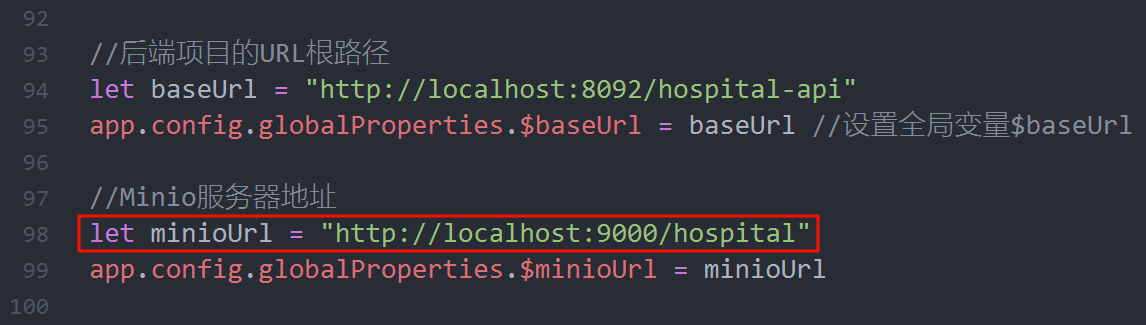 92
93 //后端项目的URL根路径
94 let baseUrl = "http://localhost:8092/hospital-api"
95 app.config.globalProperties.$baseUrl = baseUrl //设置全局变量$baseUrl
96
97 //Minio服务器地址
98 let minioUrl = "http://localhost:9000/hospital"
99 app.config.globalProperties.$minioUrl = minioUrl
100